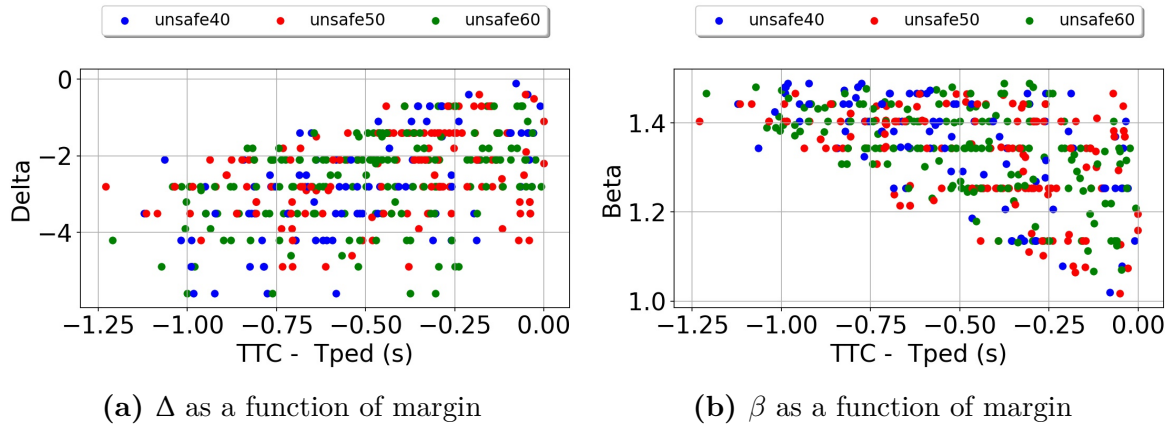 unsafe40 unsafe50 unsafe60
0
−2
−4
Delta
−1.25 −1.00 −0.75 −0.50 −0.25 0.00
TTC - Tped (s)
(a) Δ as a function of margin
unsafe40 unsafe50 unsafe60
1.4
1.2
1.0
Beta
−1.25 −1.00 −0.75 −0.50 −0.25 0.00
TTC - Tped (s)
(b) β as a function of margin